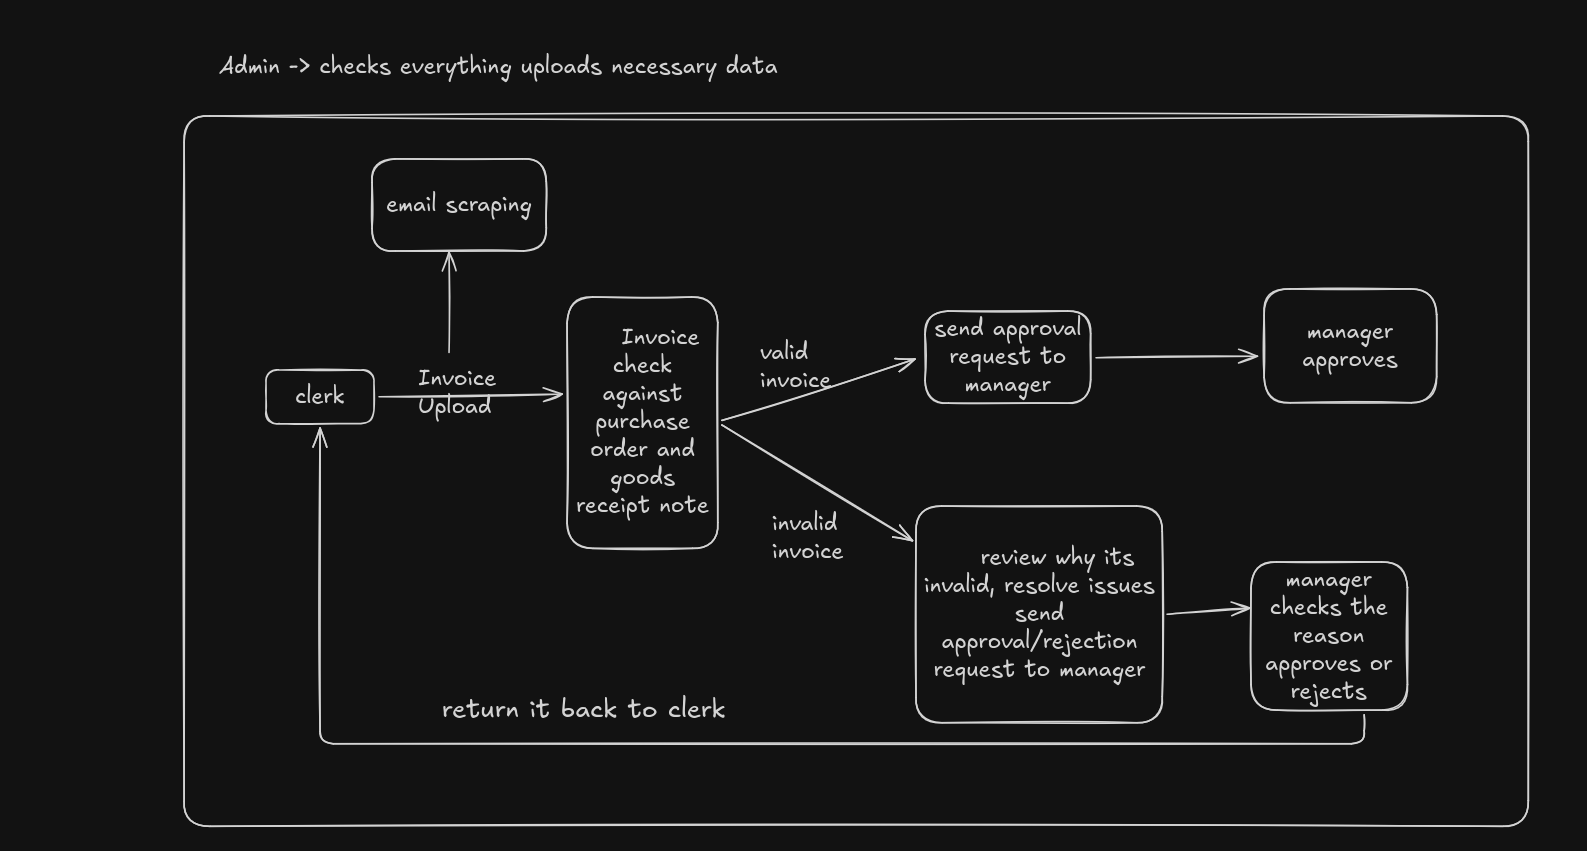 Admin -> checks everything uploads necessary data
email scraping
clerk
Invoice
Upload
Invoice
check
against
purchase
order and
goods
receipt note
valid
invoice
send approval
request to
manager
manager
approves
invalid
invoice
review why its
invalid, resolve issues
send
approval/rejection
request to manager
manager
checks the
reason
approves or
rejects
return it back to clerk